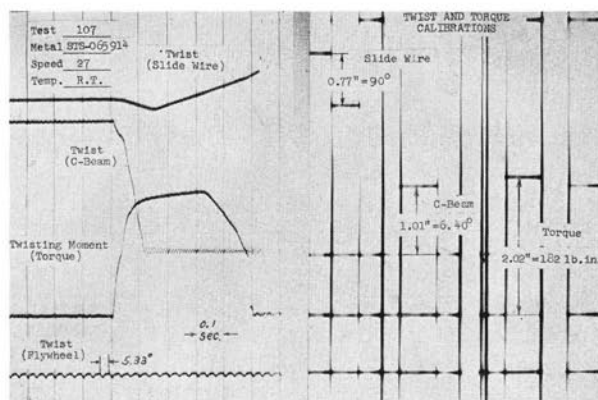 Test 107
Metal STS-065914
Speed 27
Temp. R.T.
Twist
(Slide Wire)
Twist
(C-Beam)
Twisting Moment
(Torque)
Twist
(Flywheel)
5.33°
0.1
sec.
TWIST AND TORQUE
CALIBRATIONS
Slide Wire
0.77"=90°
C-Beam
1.01"=6.40°
Torque
2.02"=182 lb.in